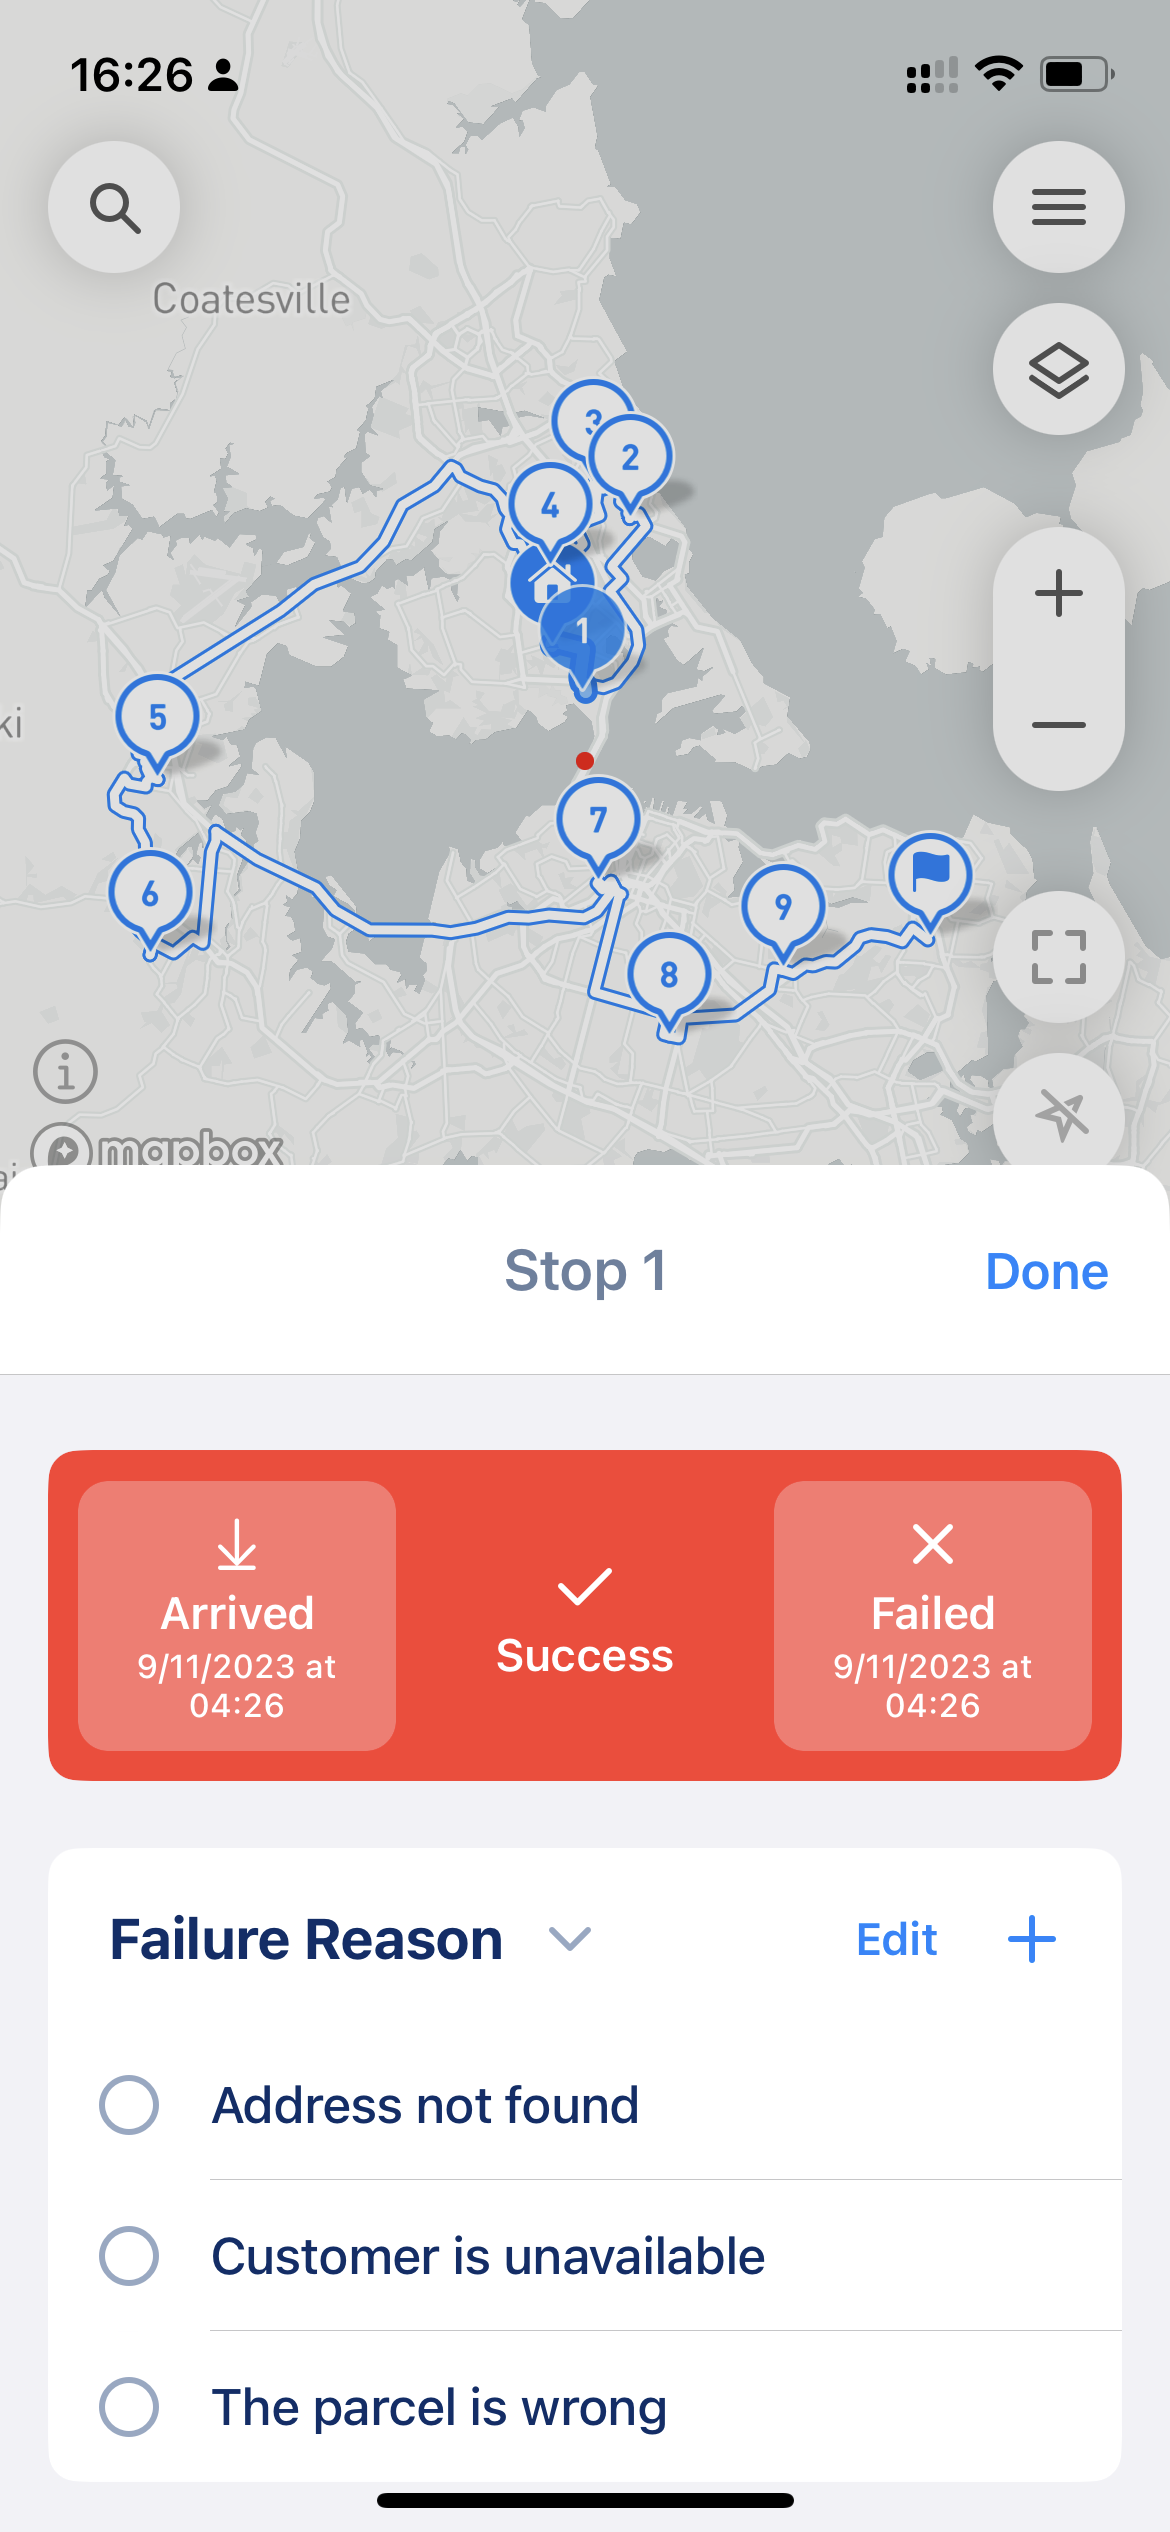 16:26
Coatesville
3
2
4
1
ki
5
7
6
9
8
mapbox
Stop 1
Done
Arrived
9/11/2023 at
04:26
Success
Failed
9/11/2023 at
04:26
Failure Reason
Edit
Address not found
Customer is unavailable
The parcel is wrong